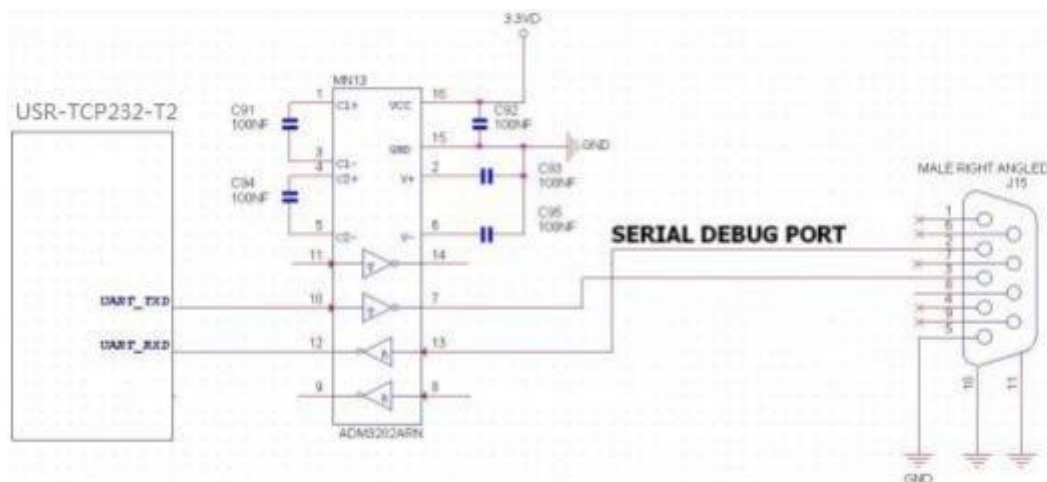 3.3VD
MN13
USR-TCP232-T2
C91
100NF
1
C1+
VCC
16
C92
100NF
3
C1-
GND
15
GND
4
C2+
V+
2
C93
100NF
C94
100NF
5
C2-
V-
6
C95
100NF
MALE RIGHT ANGLED
J15
SERIAL DEBUG PORT
11
T
14
UART_TXD
10
T
7
UART_RXD
12
R
13
9
R
8
ADM3202ARN
1
6
2
7
3
8
4
9
5
10
11
GND